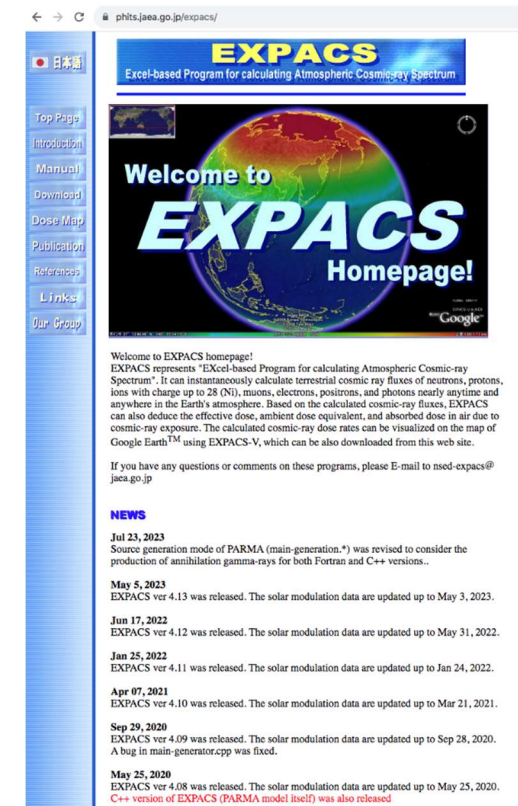 phits.jaea.go.jp/expacs/
日本語
EXPACS
Excel-based Program for calculating Atmospheric Cosmic-ray Spectrum
Top Page
Introduction
Manual
Download
Dose Map
Publication
References
Links
Our Group
Welcome to
EXPACS
Homepage!
Google
Welcome to EXPACS homepage!
EXPACS represents "EXcel-based Program for calculating Atmospheric Cosmic-ray
Spectrum". It can instantaneously calculate terrestrial cosmic ray fluxes of neutrons, protons,
ions with charge up to 28 (Ni), muons, electrons, positrons, and photons nearly anytime and
anywhere in the Earth's atmosphere. Based on the calculated cosmic-ray fluxes, EXPACS
can also deduce the effective dose, ambient dose equivalent, and absorbed dose in air due to
cosmic-ray exposure. The calculated cosmic-ray dose rates can be visualized on the map of
Google Earth™ using EXPACS-V, which can be also downloaded from this web site.
If you have any questions or comments on these programs, please E-mail to nsed-expacs@
jaea.go.jp
NEWS
Jul 23, 2023
Source generation mode of PARMA (main-generation.*) was revised to consider the
production of annihilation gamma-rays for both Fortran and C++ versions..
May 5, 2023
EXPACS ver 4.13 was released. The solar modulation data are updated up to May 3, 2023.
Jun 17, 2022
EXPACS ver 4.12 was released. The solar modulation data are updated up to May 31, 2022.
Jan 25, 2022
EXPACS ver 4.11 was released. The solar modulation data are updated up to Jan 24, 2022.
Apr 07, 2021
EXPACS ver 4.10 was released. The solar modulation data are updated up to Mar 21, 2021.
Sep 29, 2020
EXPACS ver 4.09 was released. The solar modulation data are updated up to Sep 28, 2020.
A bug in main-generator.cpp was fixed.
May 25, 2020
EXPACS ver 4.08 was released. The solar modulation data are updated up to May 25, 2020.
C++ version of EXPACS (PARMA model itself) was also released